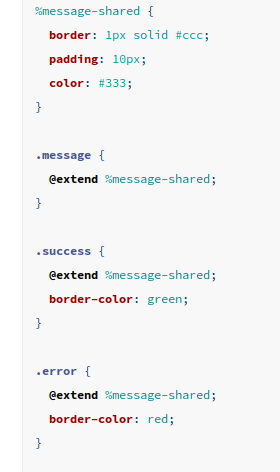 %message-shared {
  border: 1px solid #ccc;
  padding: 10px;
  color: #333;
}

.message {
  @extend %message-shared;
}

.success {
  @extend %message-shared;
  border-color: green;
}

.error {
  @extend %message-shared;
  border-color: red;
}